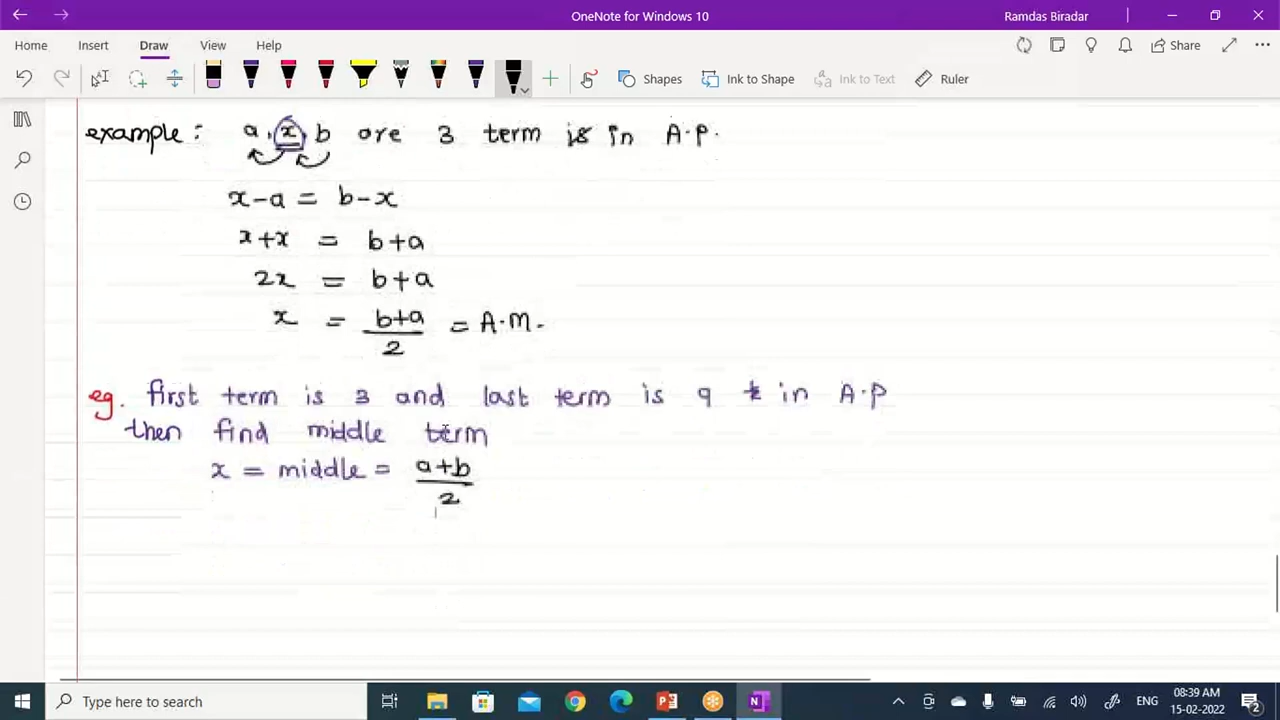 OneNote for Windows 10
Ramdas Biradar
Home Insert Draw View Help
Share
Shapes Ink to Shape Ink to Text Ruler
example: a, x, b are 3 term is in A.P.
x-a = b-x
x+x = b+a
2x = b+a
x = b+a/2 = A.M.
eg. first term is 3 and last term is 9 in A.P
then find middle term
x = middle = a+b/2
Type here to search
ENG
08:39 AM
15-02-2022
2